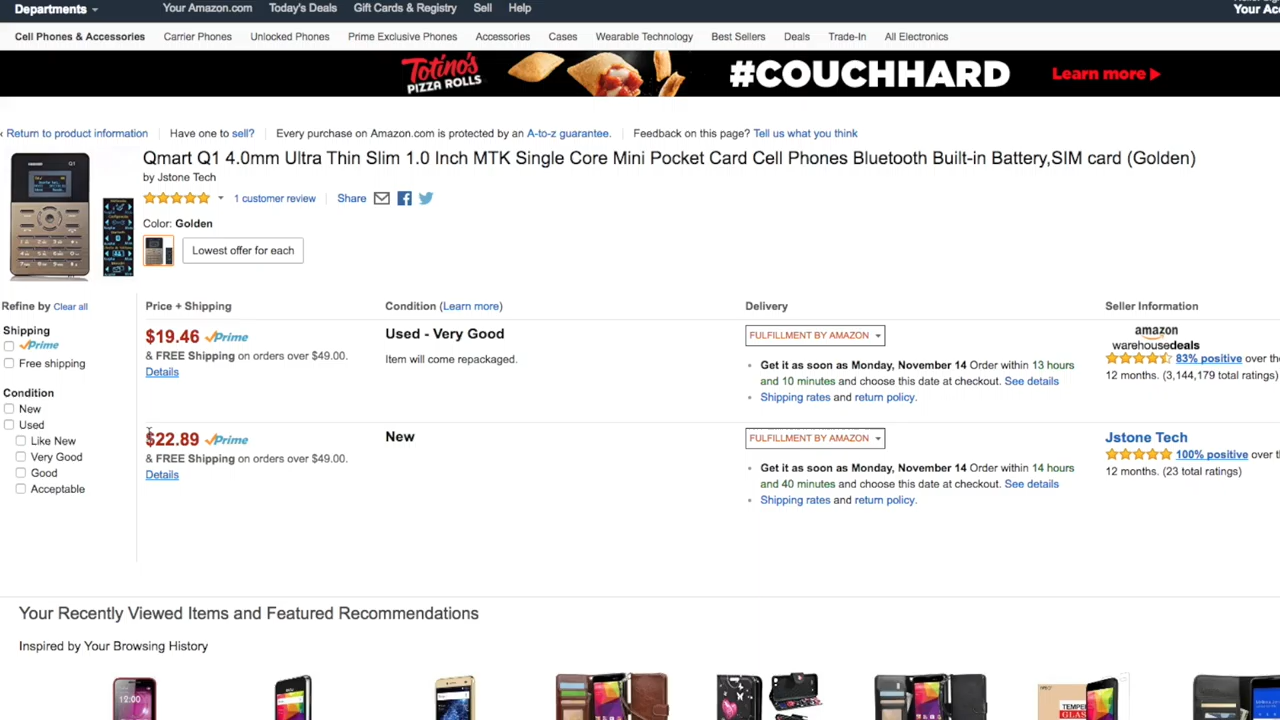 Departments
Your Amazon.com Today's Deals Gift Cards & Registry Sell Help
Your Ac
Cell Phones & Accessories Carrier Phones Unlocked Phones Prime Exclusive Phones Accessories Cases Wearable Technology Best Sellers Deals Trade-In All Electronics
Totino's
PIZZA ROLLS
#COUCHHARD
Learn more
‹ Return to product information Have one to sell? Every purchase on Amazon.com is protected by an A-to-z guarantee. Feedback on this page? Tell us what you think
Qmart Q1 4.0mm Ultra Thin Slim 1.0 Inch MTK Single Core Mini Pocket Card Cell Phones Bluetooth Built-in Battery,SIM card (Golden)
by Jstone Tech
1 customer review Share
Color: Golden
Lowest offer for each
Refine by Clear all
Shipping
Prime
Free shipping
Condition
New
Used
Like New
Very Good
Good
Acceptable
Price + Shipping Condition (Learn more) Delivery Seller Information
$19.46 Prime
& FREE Shipping on orders over $49.00.
Details
Used - Very Good
Item will come repackaged.
FULFILLMENT BY AMAZON
Get it as soon as Monday, November 14 Order within 13 hours
and 10 minutes and choose this date at checkout. See details
Shipping rates and return policy.
amazon
warehousedeals
83% positive over the
12 months. (3,144,179 total ratings)
$22.89 Prime
& FREE Shipping on orders over $49.00.
Details
New
FULFILLMENT BY AMAZON
Get it as soon as Monday, November 14 Order within 14 hours
and 40 minutes and choose this date at checkout. See details
Shipping rates and return policy.
Jstone Tech
100% positive over t
12 months. (23 total ratings)
Your Recently Viewed Items and Featured Recommendations
Inspired by Your Browsing History
12:00
TEMPE
GLAS